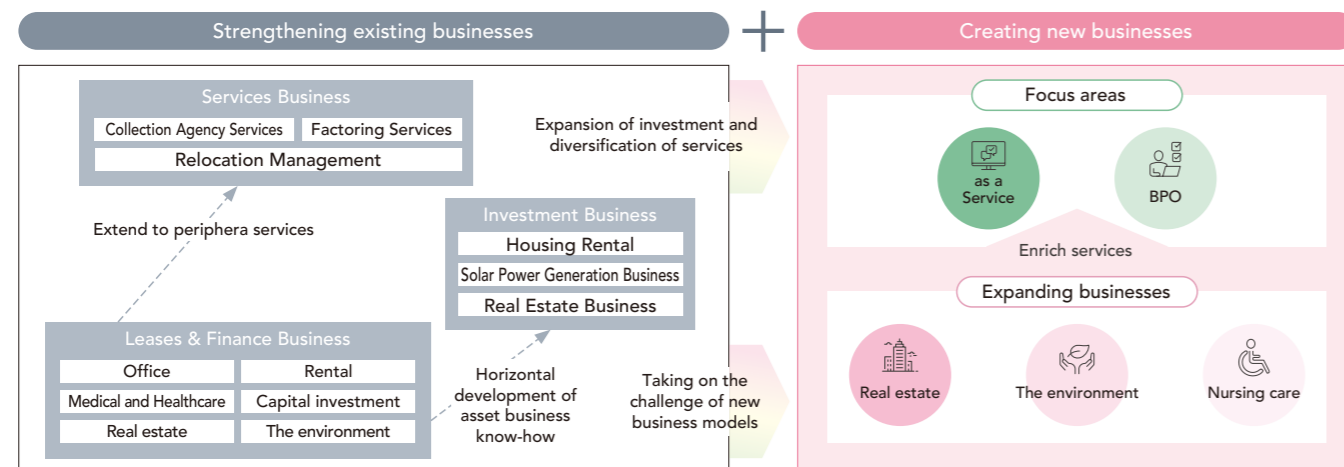 Strengthening existing businesses
Creating new businesses
Services Business
Collection Agency Services
Factoring Services
Relocation Management
Extend to periphera services
Investment Business
Housing Rental
Solar Power Generation Business
Real Estate Business
Leases & Finance Business
Office
Rental
Medical and Healthcare
Capital investment
Real estate
The environment
Horizontal
development of
asset business
know-how
Expansion of investment and
diversification of services
Taking on the
challenge of new
business models
Focus areas
as a
Service
BPO
Enrich services
Expanding businesses
Real estate
The environment
Nursing care